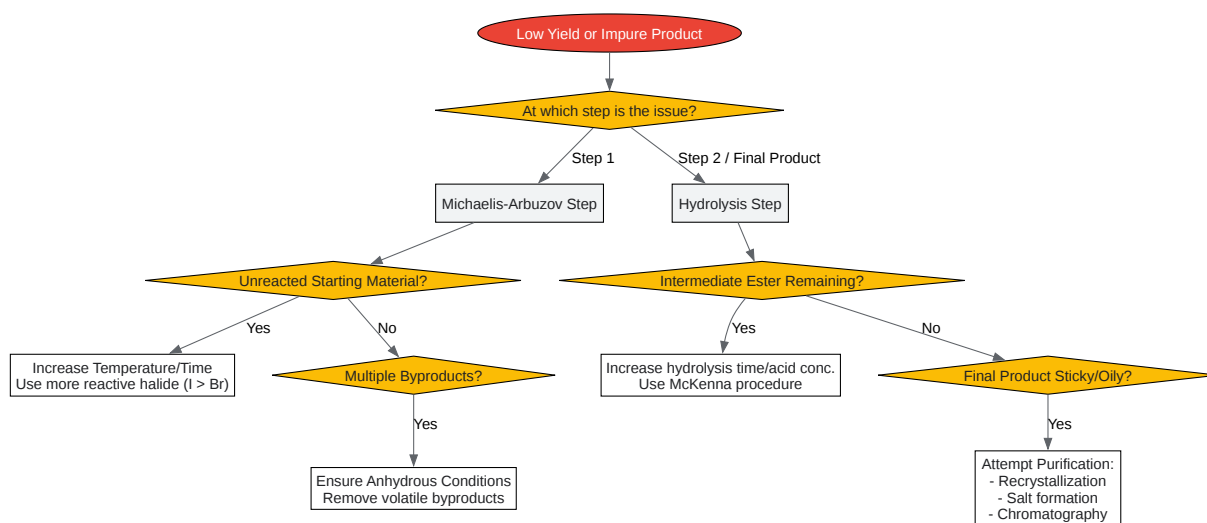 Low Yield or Impure Product
At which step is the issue?
Step 1
Step 2 / Final Product
Michaelis-Arbuzov Step
Hydrolysis Step
Unreacted Starting Material?
Intermediate Ester Remaining?
Yes
No
Yes
No
Increase Temperature/Time
Use more reactive halide (I > Br)
Multiple Byproducts?
Increase hydrolysis time/acid conc.
Use McKenna procedure
Final Product Sticky/Oily?
Yes
Yes
Ensure Anhydrous Conditions
Remove volatile byproducts
Attempt Purification:
- Recrystallization
- Salt formation
- Chromatography